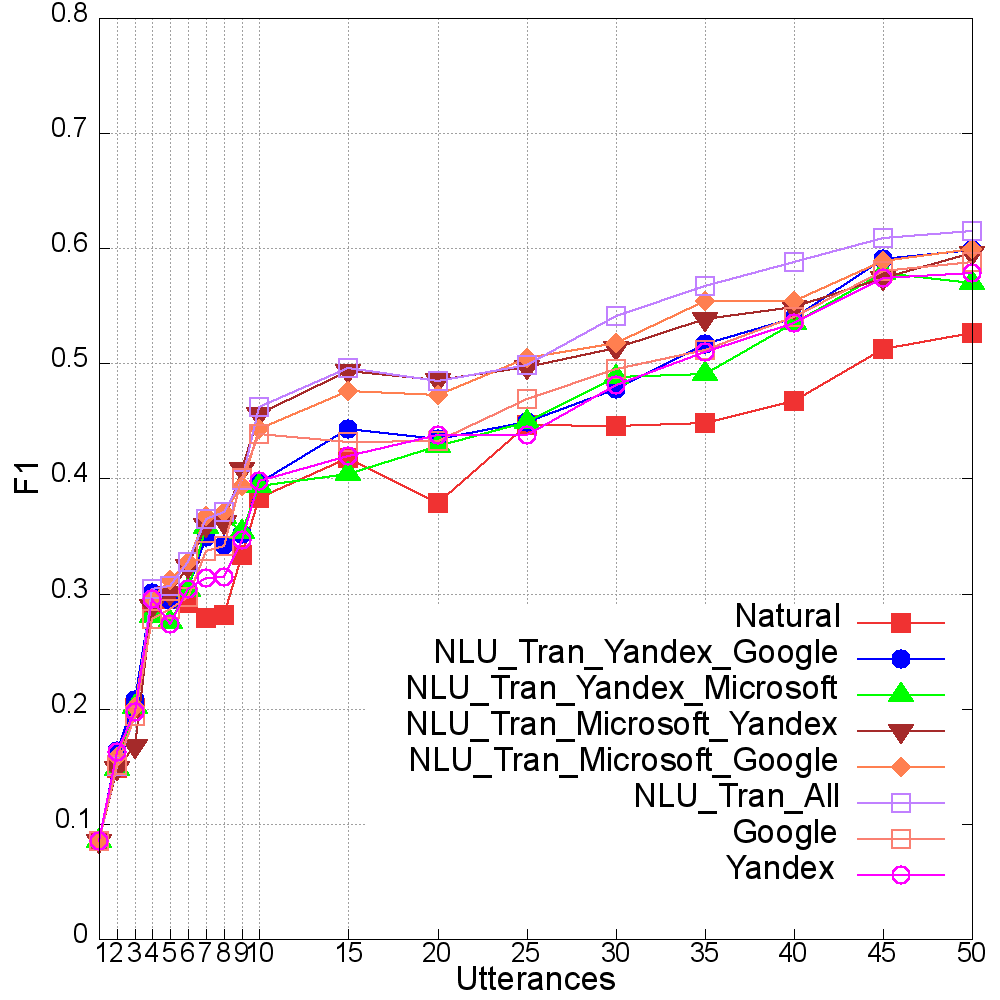 0.8
0.7
0.6
0.5
0.4
0.3
0.2
0.1
0
F1
1 2 3 4 5 6 7 8 9 10 15 20 25 30 35 40 45 50
Utterances
Natural
NLU_Tran_Yandex_Google
NLU_Tran_Yandex_Microsoft
NLU_Tran_Microsoft_Yandex
NLU_Tran_Microsoft_Google
NLU_Tran_All
Google
Yandex